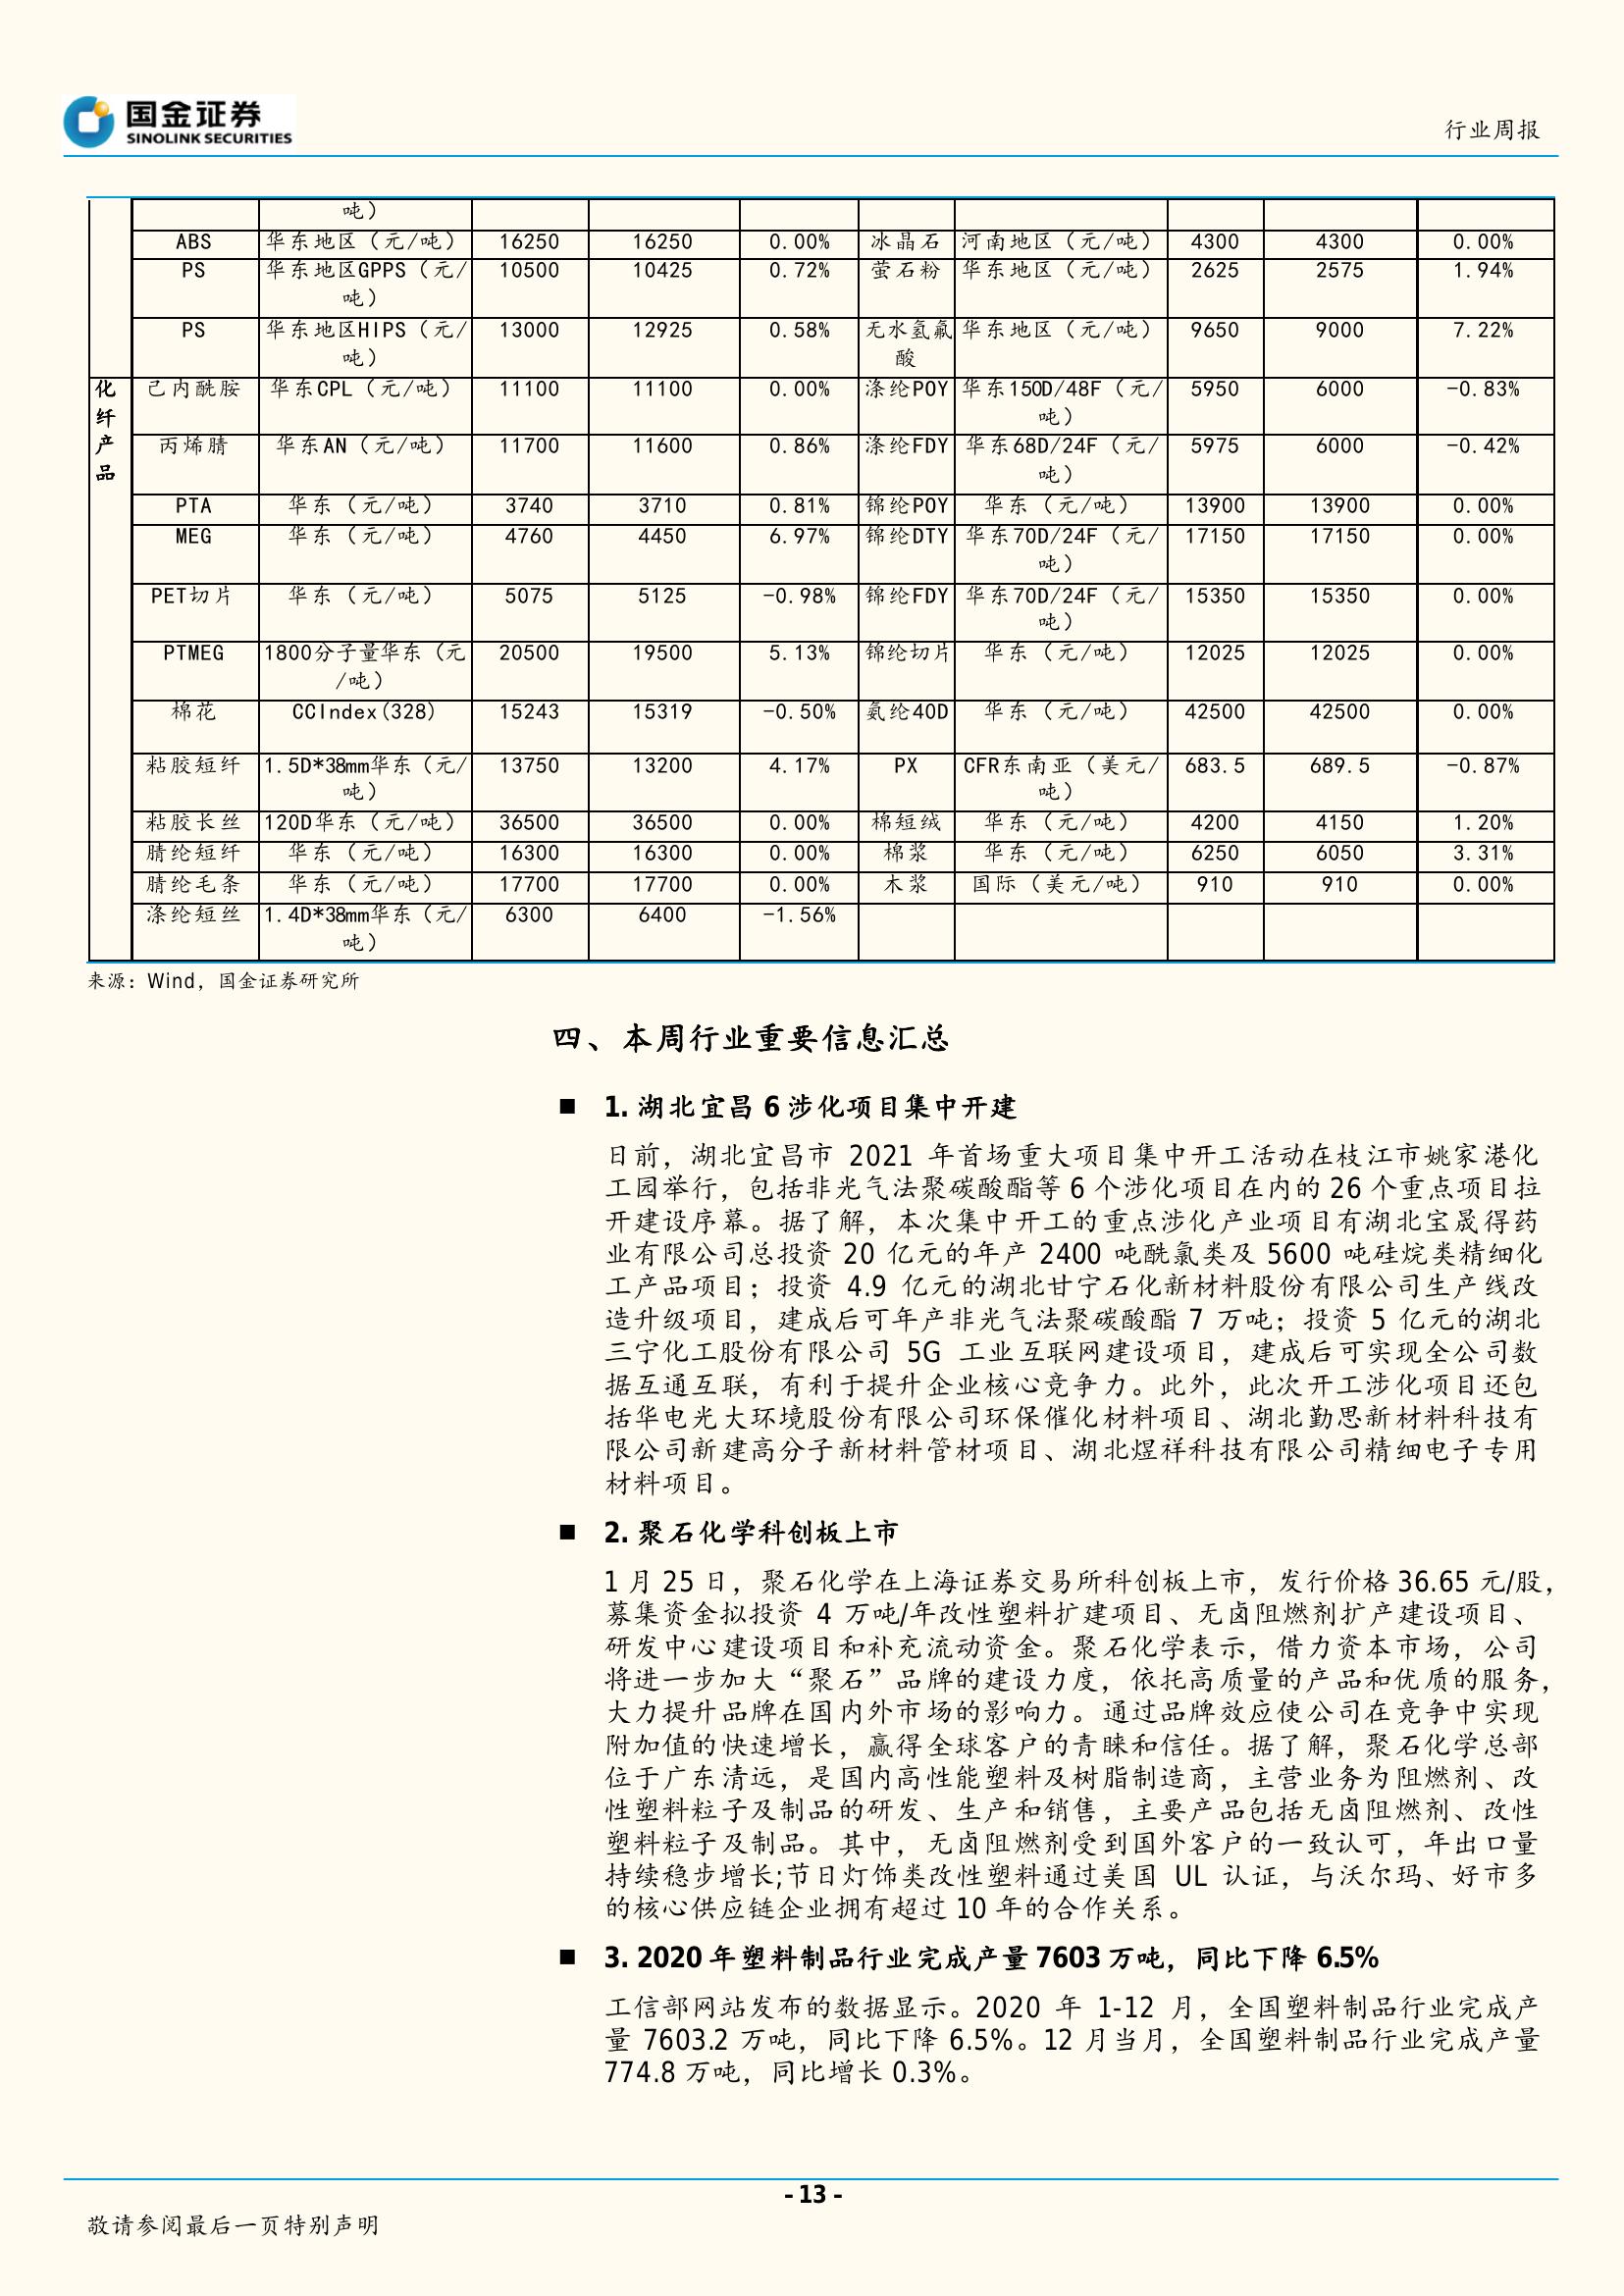 国金证券
SINOLINK SECURITIES
行业周报
吨）
ABS 华东地区（元/吨） 16250 16250 0.00% 冰晶石 河南地区（元/吨） 4300 4300 0.00%
PS 华东地区GPPS（元/ 10500 10425 0.72% 萤石粉 华东地区（元/吨） 2625 2575 1.94%
吨）
PS 华东地区HIPS（元/ 13000 12925 0.58% 无水氢氟 华东地区（元/吨） 9650 9000 7.22%
吨） 酸
化 己内酰胺 华东CPL（元/吨） 11100 11100 0.00% 涤纶POY 华东150D/48F（元/ 5950 6000 -0.83%
纤 吨）
产 丙烯腈 华东AN（元/吨） 11700 11600 0.86% 涤纶FDY 华东68D/24F（元/ 5975 6000 -0.42%
品 吨）
PTA 华东（元/吨） 3740 3710 0.81% 锦纶POY 华东（元/吨） 13900 13900 0.00%
MEG 华东（元/吨） 4760 4450 6.97% 锦纶DTY 华东70D/24F（元/ 17150 17150 0.00%
吨）
PET切片 华东（元/吨） 5075 5125 -0.98% 锦纶FDY 华东70D/24F（元/ 15350 15350 0.00%
吨）
PTMEG 1800分子量华东（元 20500 19500 5.13% 锦纶切片 华东（元/吨） 12025 12025 0.00%
/吨）
棉花 CCIndex(328) 15243 15319 -0.50% 氨纶40D 华东（元/吨） 42500 42500 0.00%
粘胶短纤 1.5D*38mm华东（元/ 13750 13200 4.17% PX CFR东南亚（美元/ 683.5 689.5 -0.87%
吨） 吨）
粘胶长丝 120D华东（元/吨） 36500 36500 0.00% 棉短绒 华东（元/吨） 4200 4150 1.20%
腈纶短纤 华东（元/吨） 16300 16300 0.00% 棉浆 华东（元/吨） 6250 6050 3.31%
腈纶毛条 华东（元/吨） 17700 17700 0.00% 木浆 国际（美元/吨） 910 910 0.00%
涤纶短丝 1.4D*38mm华东（元/ 6300 6400 -1.56%
吨）
来源：Wind，国金证券研究所
四、本周行业重要信息汇总
■ 1. 湖北宜昌 6 涉化项目集中开建
日前，湖北宜昌市 2021 年首场重大项目集中开工活动在枝江市姚家港化
工园举行，包括非光气法聚碳酸酯等 6 个涉化项目在内的 26 个重点项目拉
开建设序幕。据了解，本次集中开工的重点涉化产业项目有湖北宝晟得药
业有限公司总投资 20 亿元的年产 2400 吨酰氯类及 5600 吨硅烷类精细化
工产品项目；投资 4.9 亿元的湖北甘宁石化新材料股份有限公司生产线改
造升级项目，建成后可年产非光气法聚碳酸酯 7 万吨；投资 5 亿元的湖北
三宁化工股份有限公司 5G 工业互联网建设项目，建成后可实现全公司数
据互通互联，有利于提升企业核心竞争力。此外，此次开工涉化项目还包
括华电光大环境股份有限公司环保催化材料项目、湖北勤思新材料科技有
限公司新建高分子新材料管材项目、湖北煜祥科技有限公司精细电子专用
材料项目。
■ 2. 聚石化学科创板上市
1 月 25 日，聚石化学在上海证券交易所科创板上市，发行价格 36.65 元/股，
募集资金拟投资 4 万吨/年改性塑料扩建项目、无卤阻燃剂扩产建设项目、
研发中心建设项目和补充流动资金。聚石化学表示，借力资本市场，公司
将进一步加大“聚石”品牌的建设力度，依托高质量的产品和优质的服务，
大力提升品牌在国内外市场的影响力。通过品牌效应使公司在竞争中实现
附加值的快速增长，赢得全球客户的青睐和信任。据了解，聚石化学总部
位于广东清远，是国内高性能塑料及树脂制造商，主营业务为阻燃剂、改
性塑料粒子及制品的研发、生产和销售，主要产品包括无卤阻燃剂、改性
塑料粒子及制品。其中，无卤阻燃剂受到国外客户的一致认可，年出口量
持续稳步增长;节日灯饰类改性塑料通过美国 UL 认证，与沃尔玛、好市多
的核心供应链企业拥有超过 10 年的合作关系。
■ 3. 2020 年塑料制品行业完成产量 7603 万吨，同比下降 6.5%
工信部网站发布的数据显示。2020 年 1-12 月，全国塑料制品行业完成产
量 7603.2 万吨，同比下降 6.5%。12 月当月，全国塑料制品行业完成产量
774.8 万吨，同比增长 0.3%。
- 13 -
敬请参阅最后一页特别声明